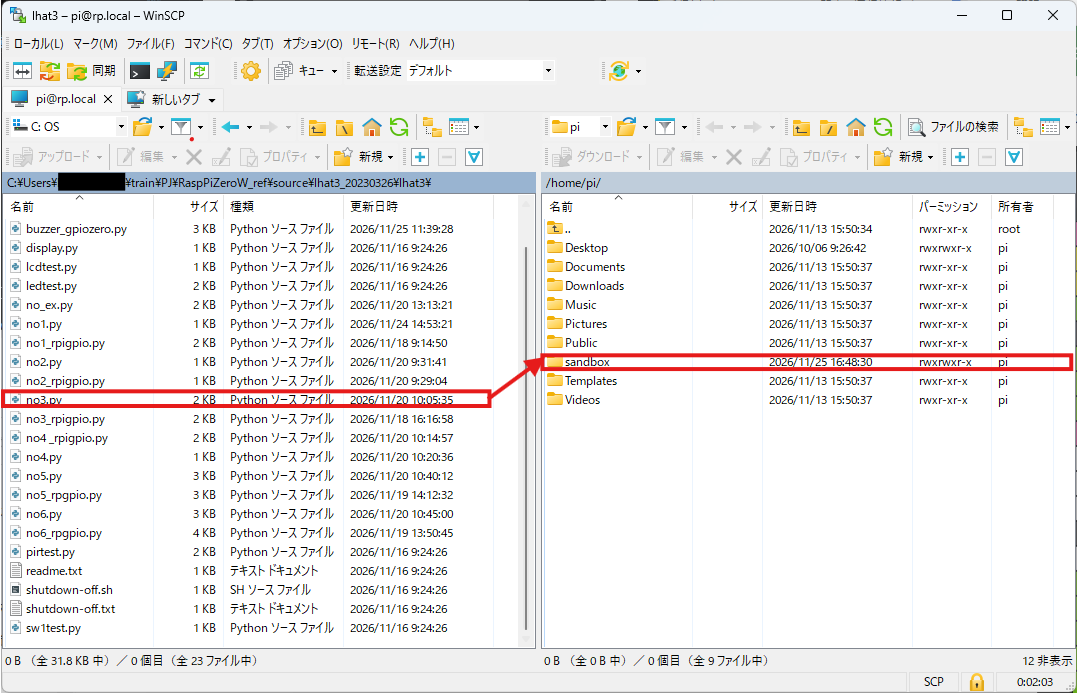 lhat3 – pi@rp.local – WinSCP
ローカル(L) マーク(M) ファイル(F) コマンド(C) タブ(T) オプション(O) リモート(R) ヘルプ(H)
同期 キュー 転送設定 デフォルト
pi@rp.local 新しいタブ
C: OS
pi ファイルの検索
アップロード 編集 プロパティ 新規
ダウンロード 編集 プロパティ 新規
C:¥Users¥ ¥train¥PJ¥RaspPiZeroW_ref¥source¥lhat3_20230326¥lhat3¥
名前 サイズ 種類 更新日時
buzzer_gpiozero.py 3 KB Python ソース ファイル 2026/11/25 11:39:28
display.py 1 KB Python ソース ファイル 2026/11/16 9:24:26
lcdtest.py 1 KB Python ソース ファイル 2026/11/16 9:24:26
ledtest.py 2 KB Python ソース ファイル 2026/11/16 9:24:26
no_ex.py 2 KB Python ソース ファイル 2026/11/20 13:13:21
no1.py 1 KB Python ソース ファイル 2026/11/24 14:53:21
no1_rpigpio.py 2 KB Python ソース ファイル 2026/11/18 9:14:50
no2.py 1 KB Python ソース ファイル 2026/11/20 9:31:41
no2_rpigpio.py 2 KB Python ソース ファイル 2026/11/20 9:29:04
no3.py 2 KB Python ソース ファイル 2026/11/20 10:05:35
no3_rpigpio.py 2 KB Python ソース ファイル 2026/11/18 16:16:58
no4 _rpigpio.py 2 KB Python ソース ファイル 2026/11/20 10:14:57
no4.py 1 KB Python ソース ファイル 2026/11/20 10:20:36
no5.py 3 KB Python ソース ファイル 2026/11/20 10:40:12
no5_rpgpio.py 2 KB Python ソース ファイル 2026/11/19 14:12:32
no6.py 3 KB Python ソース ファイル 2026/11/20 10:45:00
no6_rpgpio.py 4 KB Python ソース ファイル 2026/11/19 13:50:45
pirtest.py 2 KB Python ソース ファイル 2026/11/16 9:24:26
readme.txt 1 KB テキスト ドキュメント 2026/11/16 9:24:26
shutdown-off.sh 1 KB SH ソース ファイル 2026/11/16 9:24:26
shutdown-off.txt 1 KB テキスト ドキュメント 2026/11/16 9:24:26
sw1test.py 1 KB Python ソース ファイル 2026/11/16 9:24:26
0 B （全 31.8 KB 中）／ 0 個目（全 23 ファイル中）
/home/pi/
名前 サイズ 更新日時 パーミッション 所有者
.. 2026/11/13 15:50:34 rwxr-xr-x root
Desktop 2026/10/06 9:26:42 rwxrwxr-x pi
Documents 2026/11/13 15:50:37 rwxr-xr-x pi
Downloads 2026/11/13 15:50:37 rwxr-xr-x pi
Music 2026/11/13 15:50:37 rwxr-xr-x pi
Pictures 2026/11/13 15:50:37 rwxr-xr-x pi
Public 2026/11/13 15:50:37 rwxr-xr-x pi
sandbox 2026/11/25 16:48:30 rwxrwxr-x pi
Templates 2026/11/13 15:50:37 rwxr-xr-x pi
Videos 2026/11/13 15:50:37 rwxr-xr-x pi
0 B （全 0 B 中）／ 0 個目（全 9 ファイル中） 12 非表示
SCP 0:02:03